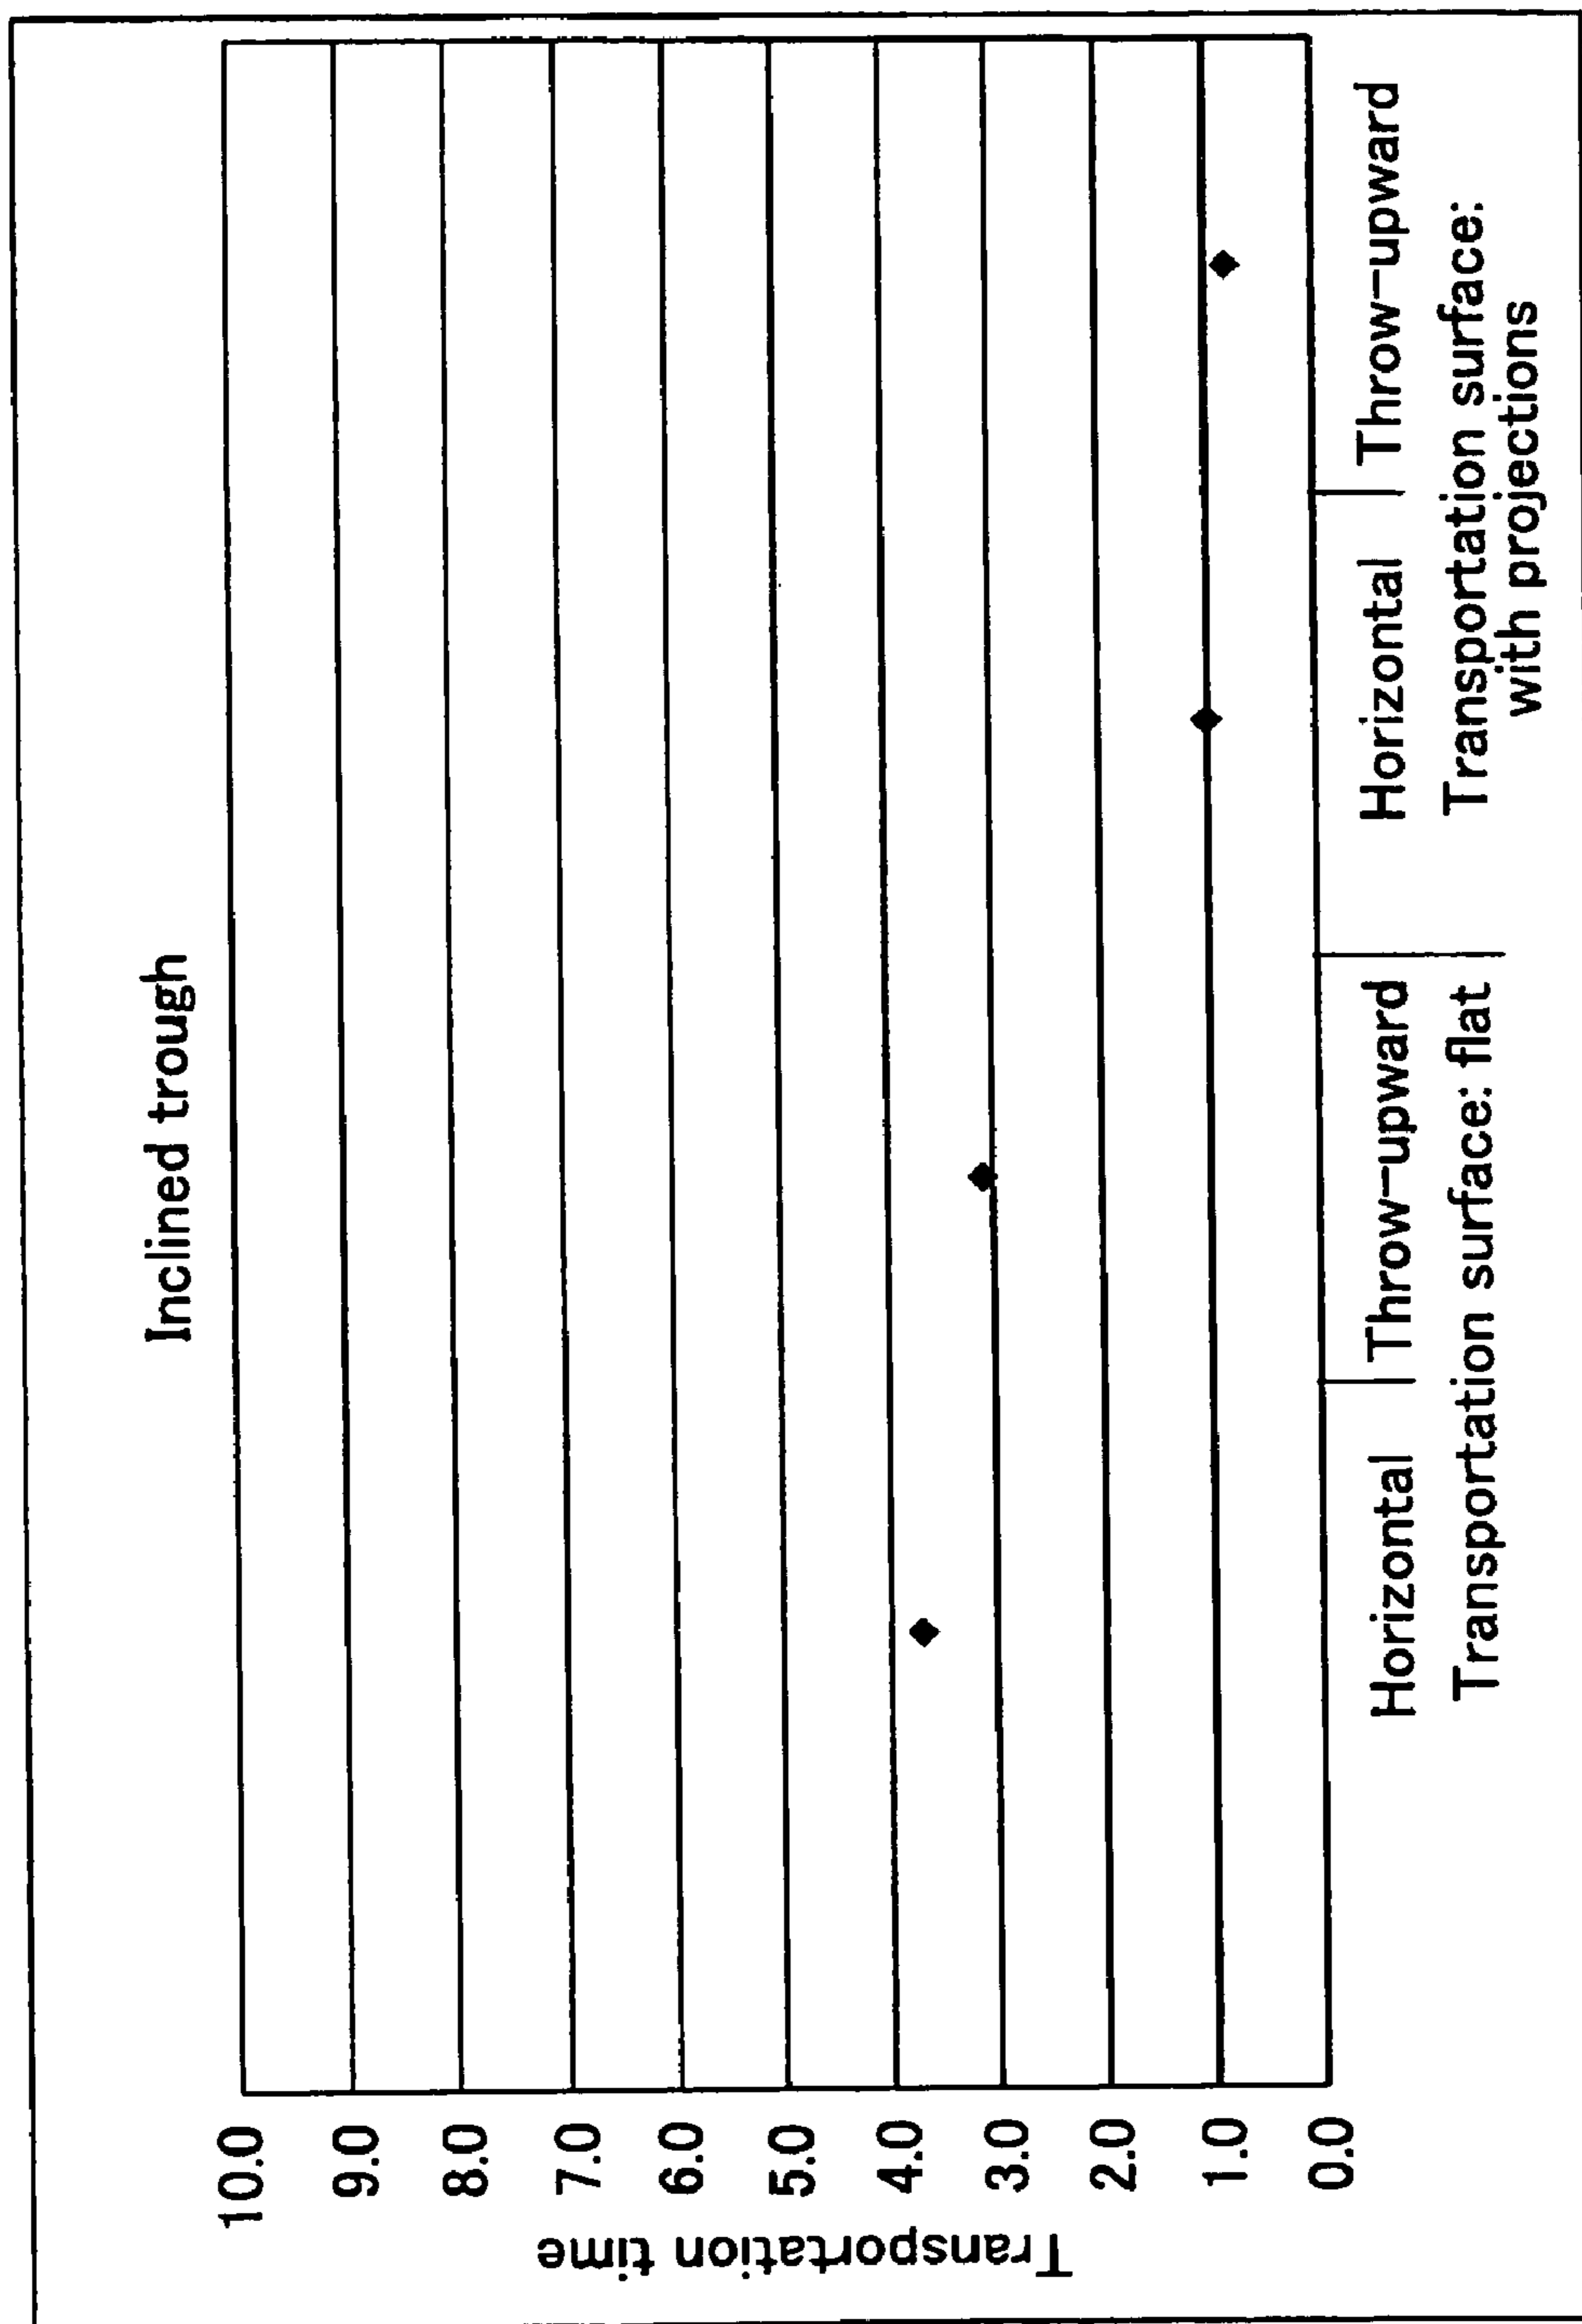 Inclined trough
Transportation time
10.0
9.0
8.0
7.0
6.0
5.0
4.0
3.0
2.0
1.0
0.0
Horizontal Throw-upward Horizontal Throw-upward
Transportation surface: flat
Transportation surface:
with projections